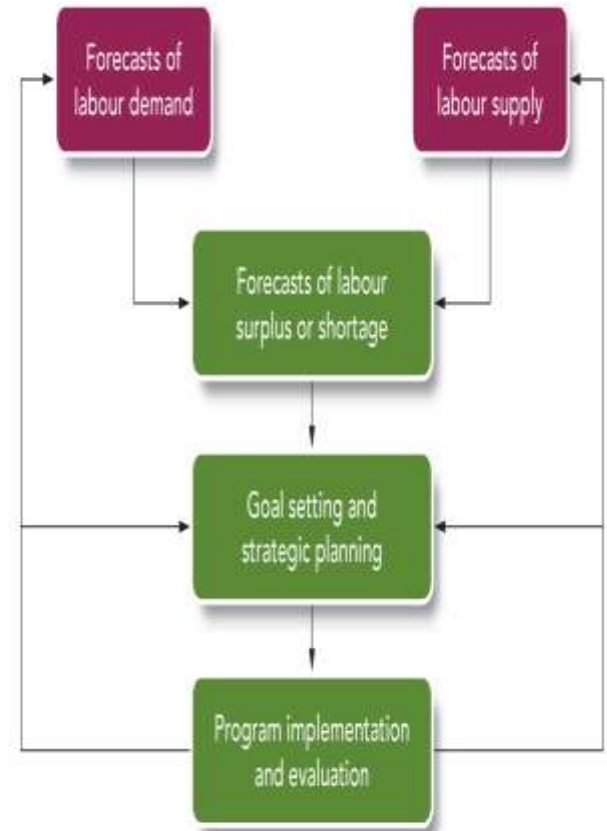 Forecasts of
labour demand
Forecasts of
labour supply
Forecasts of labour
surplus or shortage
Goal setting and
strategic planning
Program implementation
and evaluation